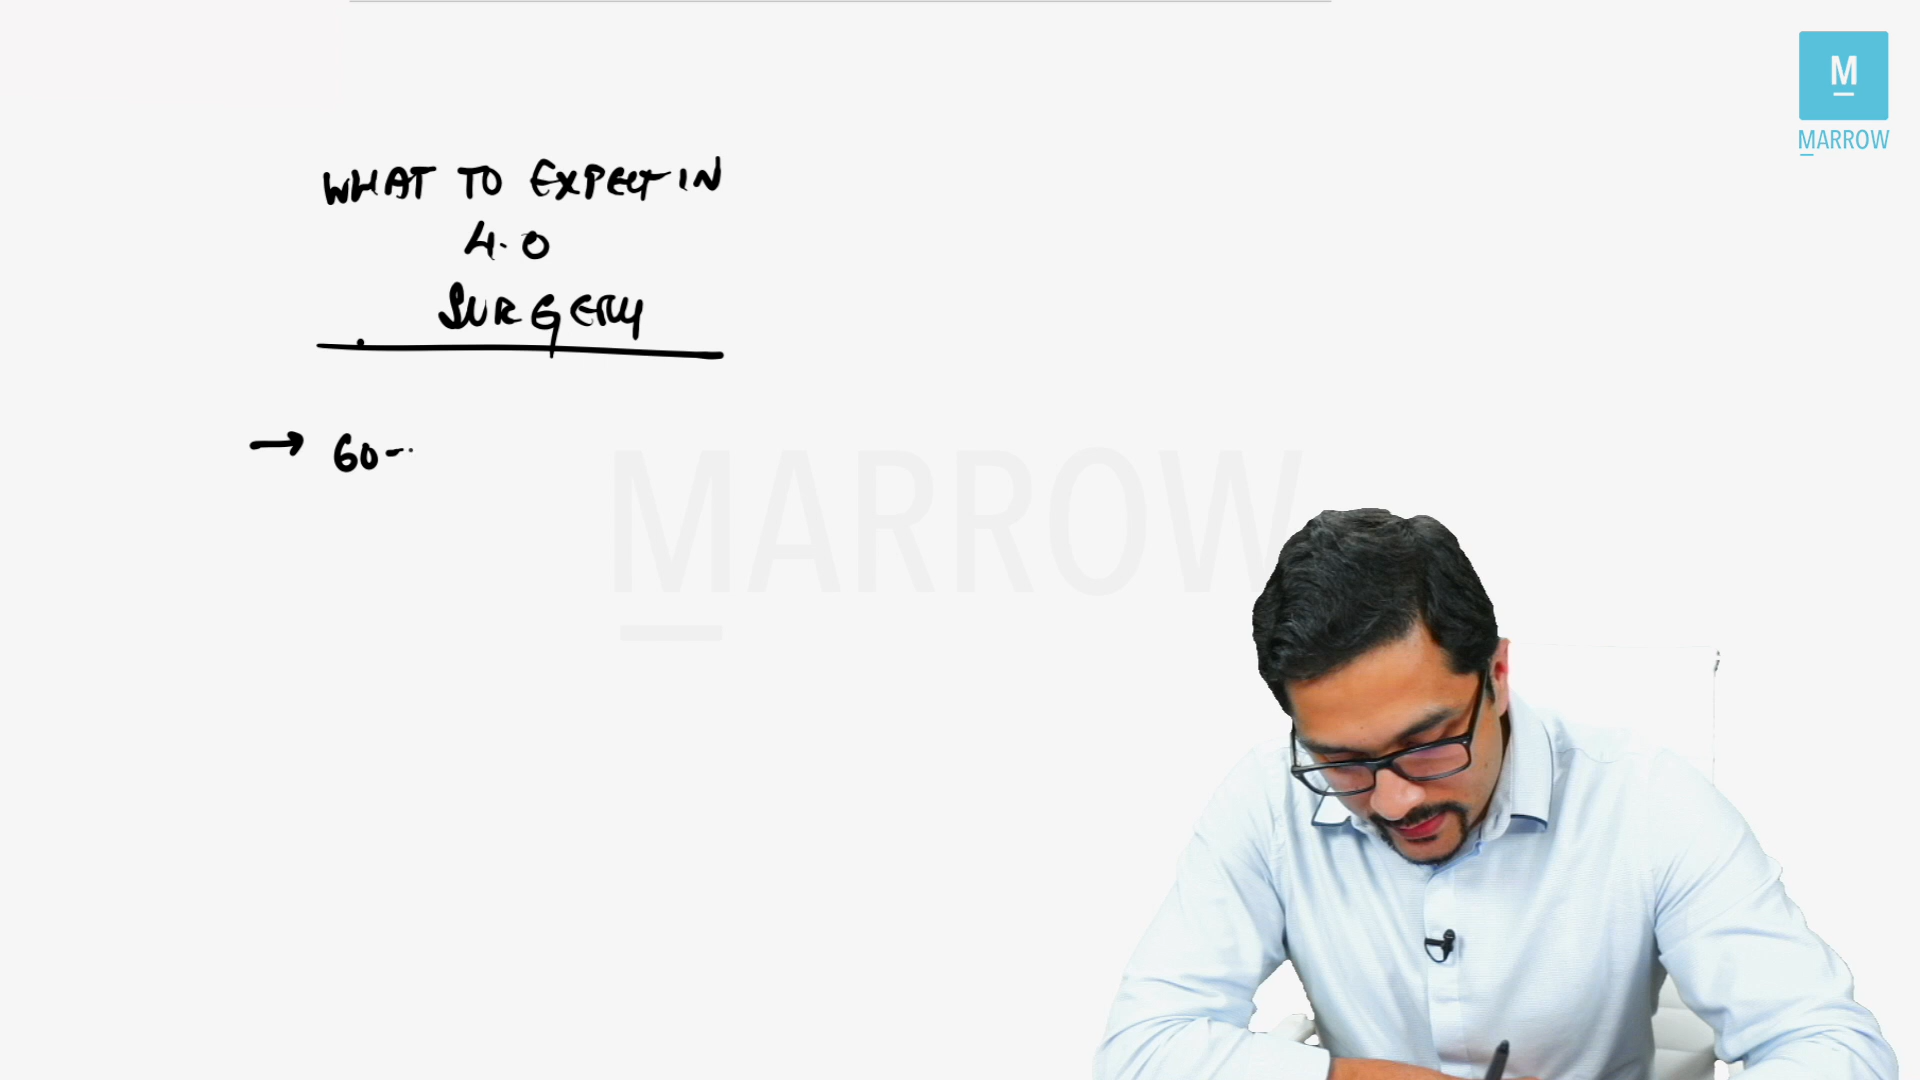 M
MARROW
WHAT TO EXPECT IN
4.0
SURGERY
→ 60-
MARROW